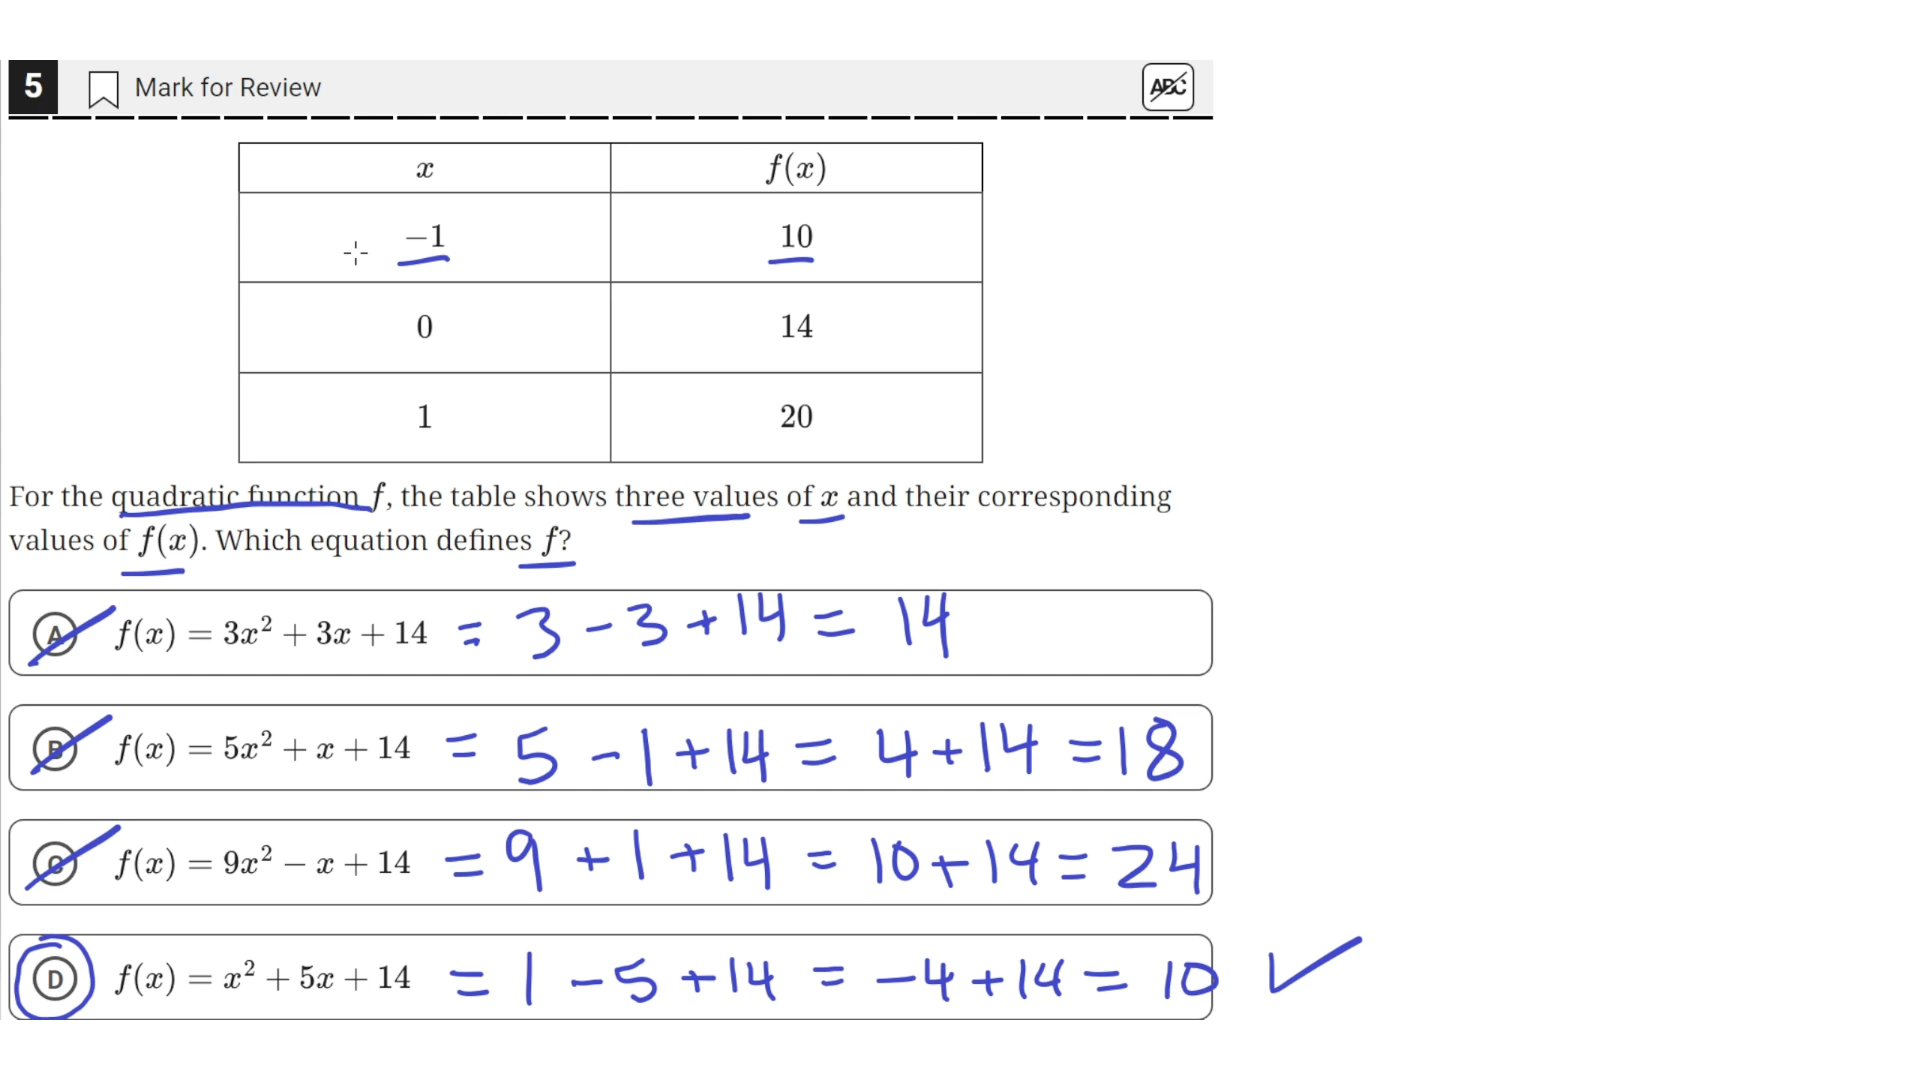 5 Mark for Review ABC
x f(x)
−1 10
0 14
1 20
For the quadratic function f, the table shows three values of x and their corresponding
values of f(x). Which equation defines f?
A f(x) = 3x² + 3x + 14 = 3 - 3 + 14 = 14
B f(x) = 5x² + x + 14 = 5 - 1 + 14 = 4 + 14 = 18
C f(x) = 9x² − x + 14 = 9 + 1 + 14 = 10 + 14 = 24
D f(x) = x² + 5x + 14 = 1 - 5 + 14 = -4 + 14 = 10 ✓